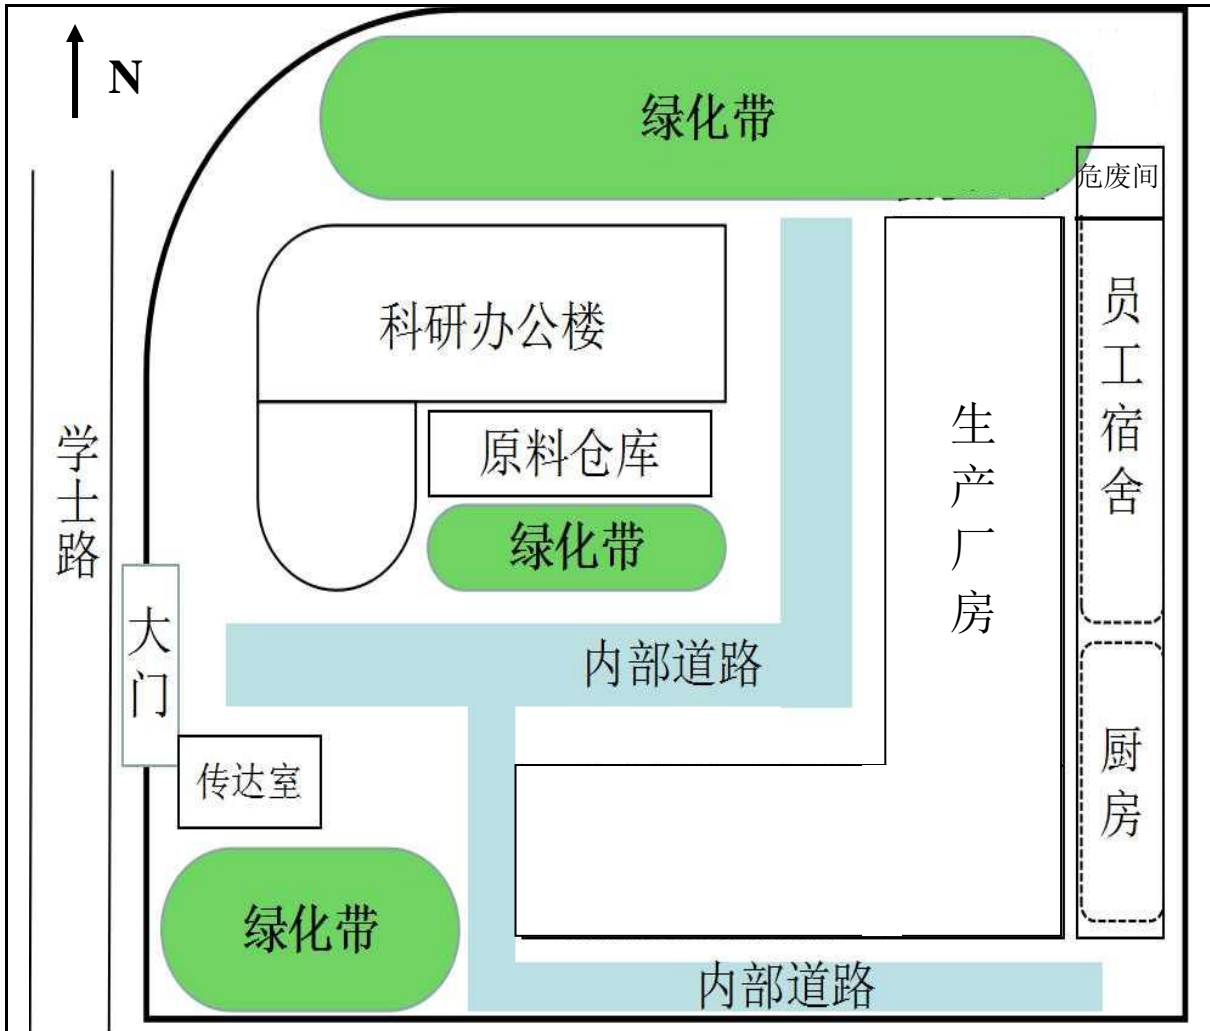 N
绿化带
危废间
科研办公楼
员工宿舍
生产厂房
原料仓库
学士路
绿化带
大门
内部道路
厨房
传达室
绿化带
内部道路